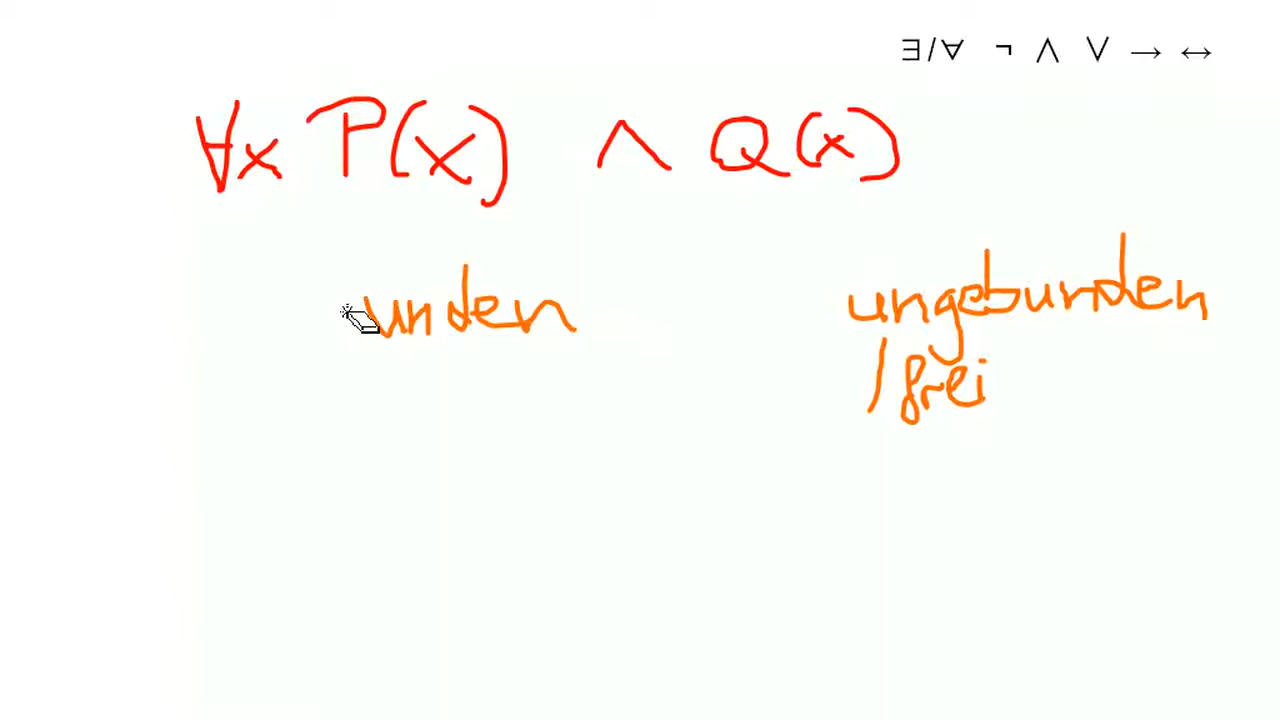 ∃/∀ ¬ ∧ ∨ → ↔
∀x P(x) ∧ Q(x)
unden ungebunden
/frei